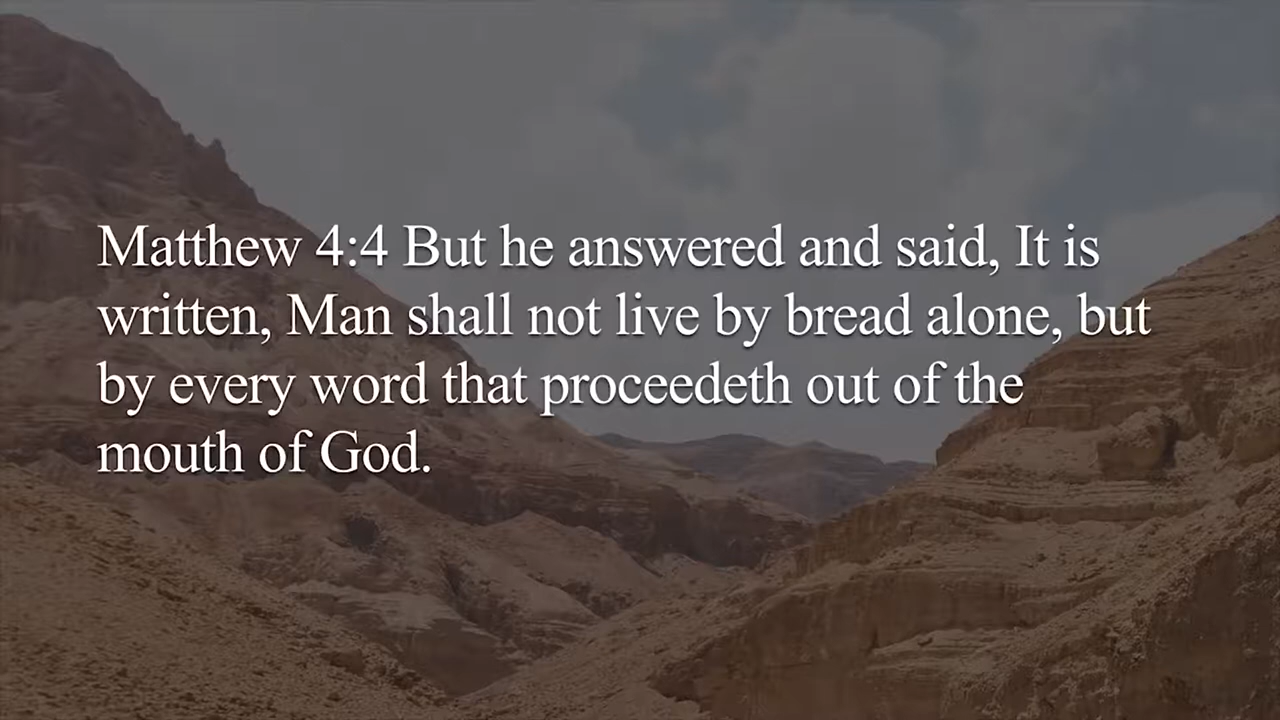 Matthew 4:4 But he answered and said, It is
written, Man shall not live by bread alone, but
by every word that proceedeth out of the
mouth of God.